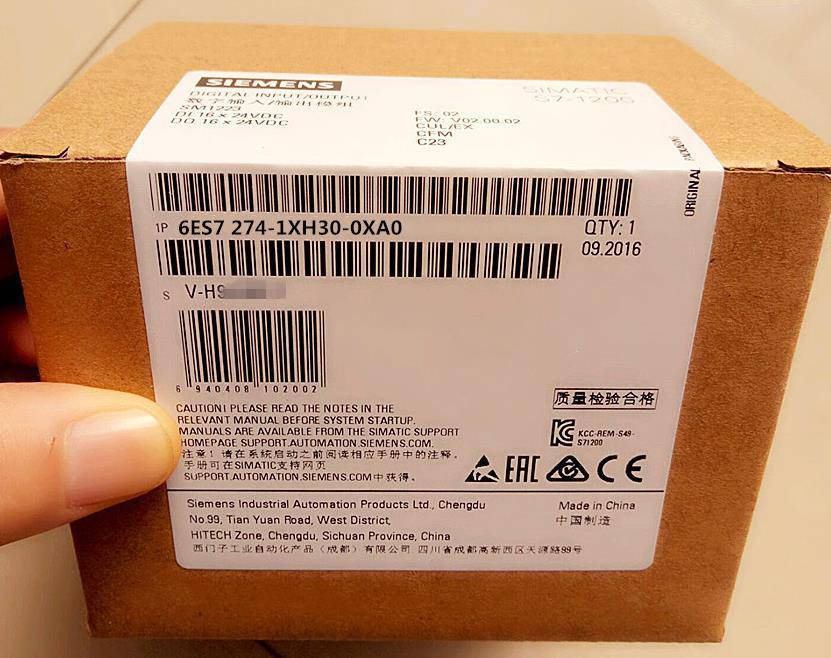 SIEMENS
DIGITAL INPUT/OUTPUT
数字输入/输出模组
SM1223
DI 16 x 24VDC
DO 16 x 24VDC
FS: 02
FW: V02.00.02
CUL/EX
CFM
C23
SIMATIC
S7-1200
ORIGINAL
PACKAGING
1P 6ES7 274-1XH30-0XA0
QTY: 1
09.2016
S V-H9
6 940408 102002
CAUTION! PLEASE READ THE NOTES IN THE
RELEVANT MANUAL BEFORE SYSTEM STARTUP.
MANUALS ARE AVAILABLE FROM THE SIMATIC SUPPORT
HOMEPAGE SUPPORT.AUTOMATION.SIEMENS.COM.
注意！请在系统启动之前阅读相应手册中的注释。
手册可在SIMATIC支持网页
SUPPORT.AUTOMATION.SIEMENS.COM中获得。
质量检验合格
KCC-REM-S49-
S71200
EAC CE
Siemens Industrial Automation Products Ltd., Chengdu
No.99, Tian Yuan Road, West District,
HITECH Zone, Chengdu, Sichuan Province, China
西门子工业自动化产品（成都）有限公司 四川省成都高新西区天源路99号
Made in China
中国制造